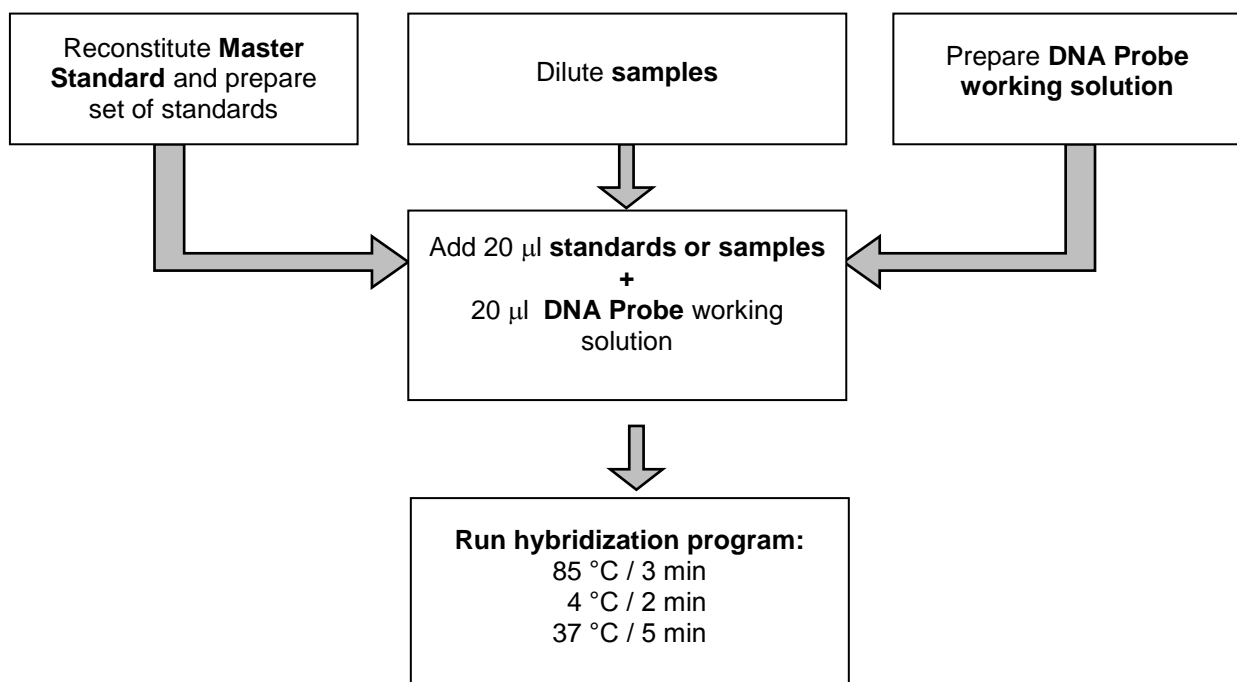 Reconstitute Master
Standard and prepare
set of standards
Dilute samples
Prepare DNA Probe
working solution
Add 20 µl standards or samples
+
20 µl DNA Probe working
solution
Run hybridization program:
85 °C / 3 min
4 °C / 2 min
37 °C / 5 min